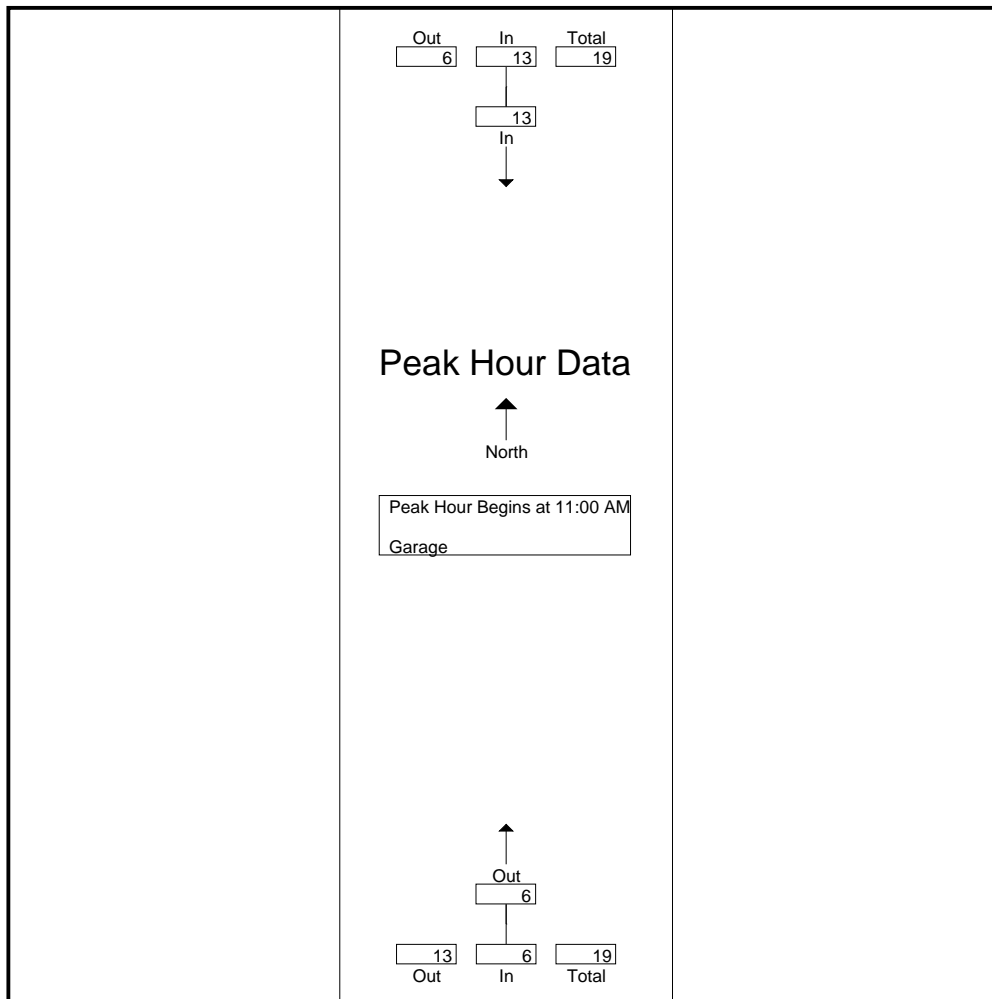 Out In Total
6 13 19
13
In
Peak Hour Data
North
Peak Hour Begins at 11:00 AM
Garage
Out
6
13 6 19
Out In Total